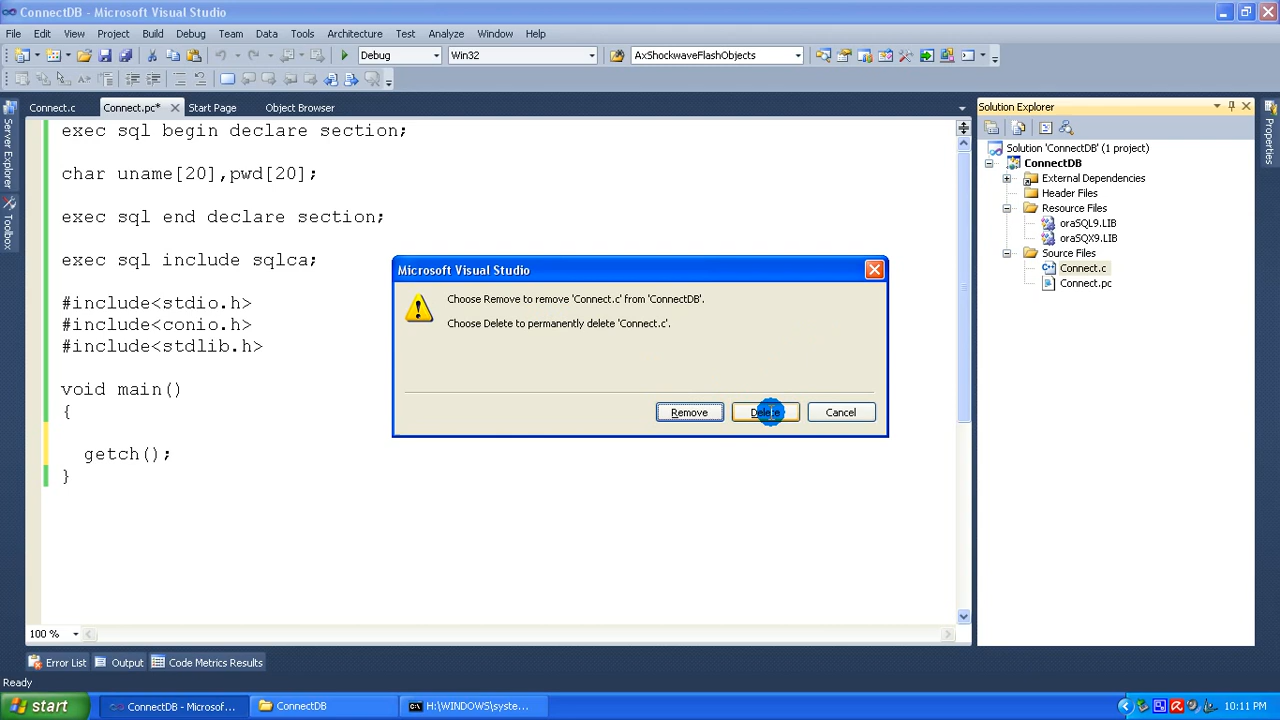 ConnectDB - Microsoft Visual Studio
File Edit View Project Build Debug Team Data Tools Architecture Test Analyze Window Help
Debug Win32 AxShockwaveFlashObjects
Connect.c Connect.pc* Start Page Object Browser
Solution Explorer
Server Explorer
Toolbox
Properties
exec sql begin declare section;
char uname[20],pwd[20];
exec sql end declare section;
exec sql include sqlca;
#include<stdio.h>
#include<conio.h>
#include<stdlib.h>
void main()
{
getch();
}
Microsoft Visual Studio
Choose Remove to remove 'Connect.c' from 'ConnectDB'.
Choose Delete to permanently delete 'Connect.c'.
Remove Delete Cancel
Solution 'ConnectDB' (1 project)
ConnectDB
External Dependencies
Header Files
Resource Files
oraSQL9.LIB
oraSQX9.LIB
Source Files
Connect.c
Connect.pc
100 %
Error List Output Code Metrics Results
Ready
start ConnectDB - Microsof... ConnectDB H:\WINDOWS\syste... 10:11 PM